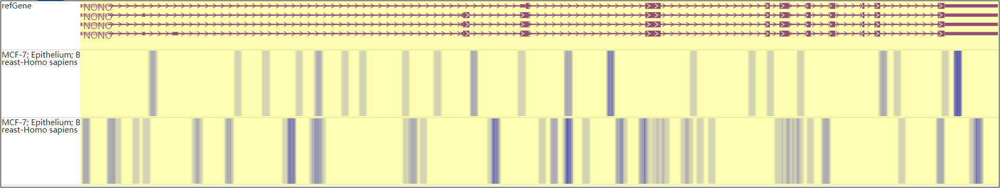 refGene
NONO
NONO
NONO
NONO
MCF-7; Epithelium; B
reast-Homo sapiens
MCF-7; Epithelium; B
reast-Homo sapiens